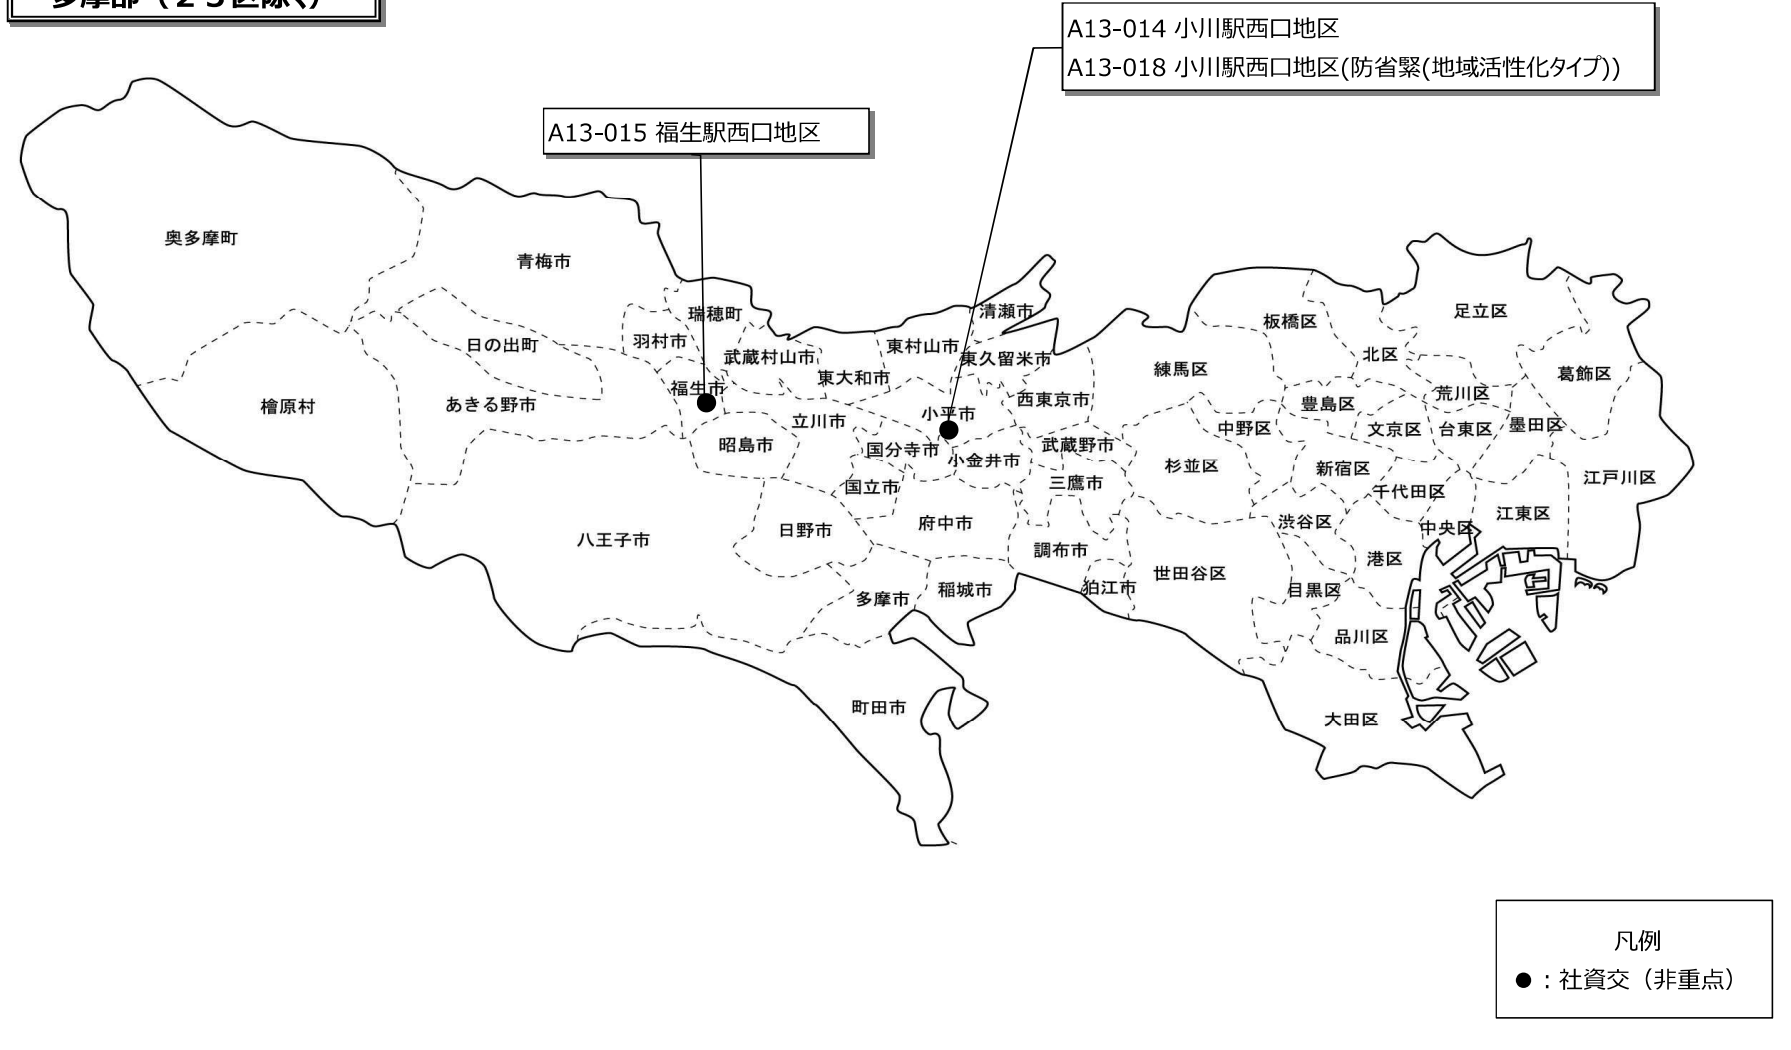 多摩部（２３区除く）
A13-014 小川駅西口地区
A13-018 小川駅西口地区(防省緊(地域活性化タイプ))
A13-015 福生駅西口地区
奥多摩町
青梅市
瑞穂町
羽村市
日の出町
福生市
武蔵村山市
東大和市
東村山市
清瀬市
東久留米市
西東京市
檜原村
あきる野市
昭島市
立川市
小平市
国分寺市
小金井市
武蔵野市
三鷹市
国立市
府中市
日野市
八王子市
調布市
狛江市
多摩市
稲城市
町田市
練馬区
板橋区
北区
足立区
葛飾区
荒川区
豊島区
文京区
台東区
墨田区
中野区
杉並区
新宿区
千代田区
江戸川区
江東区
中央区
渋谷区
港区
世田谷区
目黒区
品川区
大田区
凡例
●：社資交（非重点）